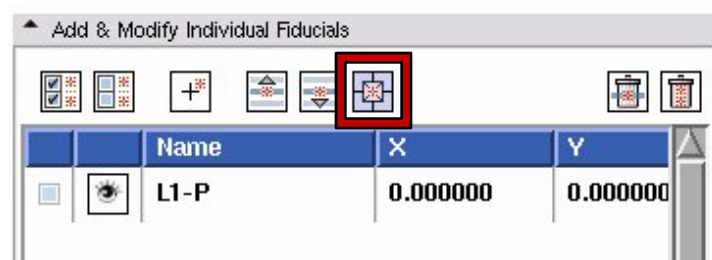 Add & Modify Individual Fiducials
Name X Y
L1-P 0.000000 0.000000